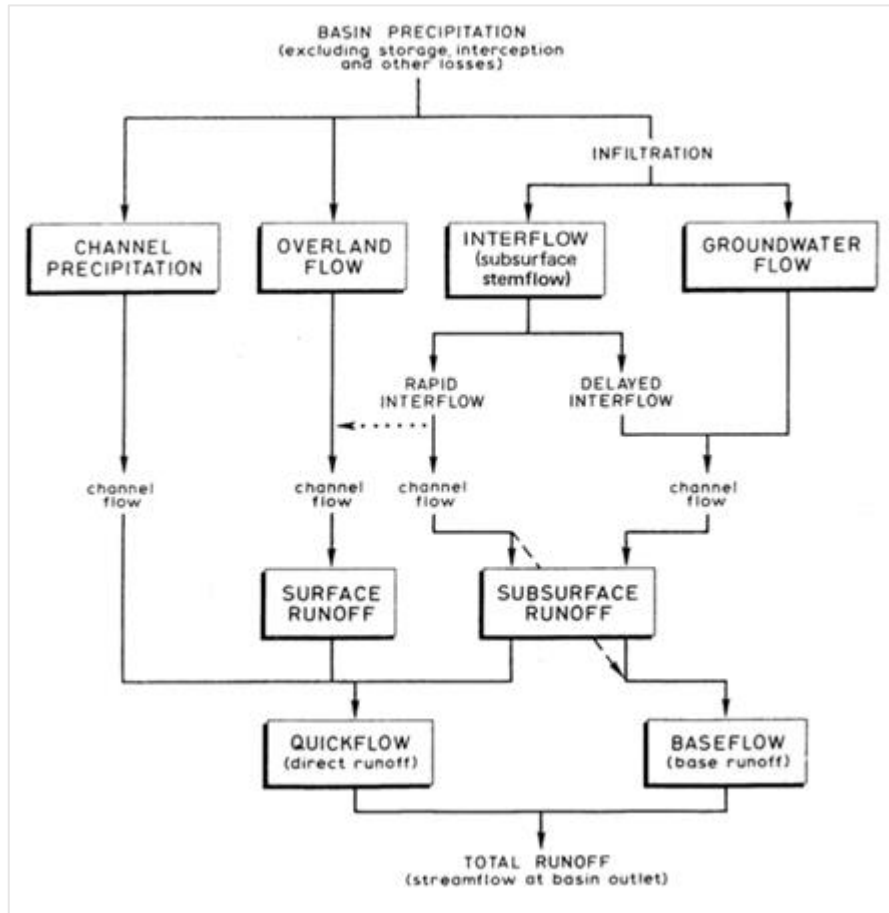 BASIN PRECIPITATION
(excluding storage, interception
and other losses)
INFILTRATION
CHANNEL
PRECIPITATION
OVERLAND
FLOW
INTERFLOW
(subsurface
stemflow)
GROUNDWATER
FLOW
RAPID
INTERFLOW
DELAYED
INTERFLOW
channel
flow
channel
flow
channel
flow
channel
flow
SURFACE
RUNOFF
SUBSURFACE
RUNOFF
QUICKFLOW
(direct runoff)
BASEFLOW
(base runoff)
TOTAL RUNOFF
(streamflow at basin outlet)